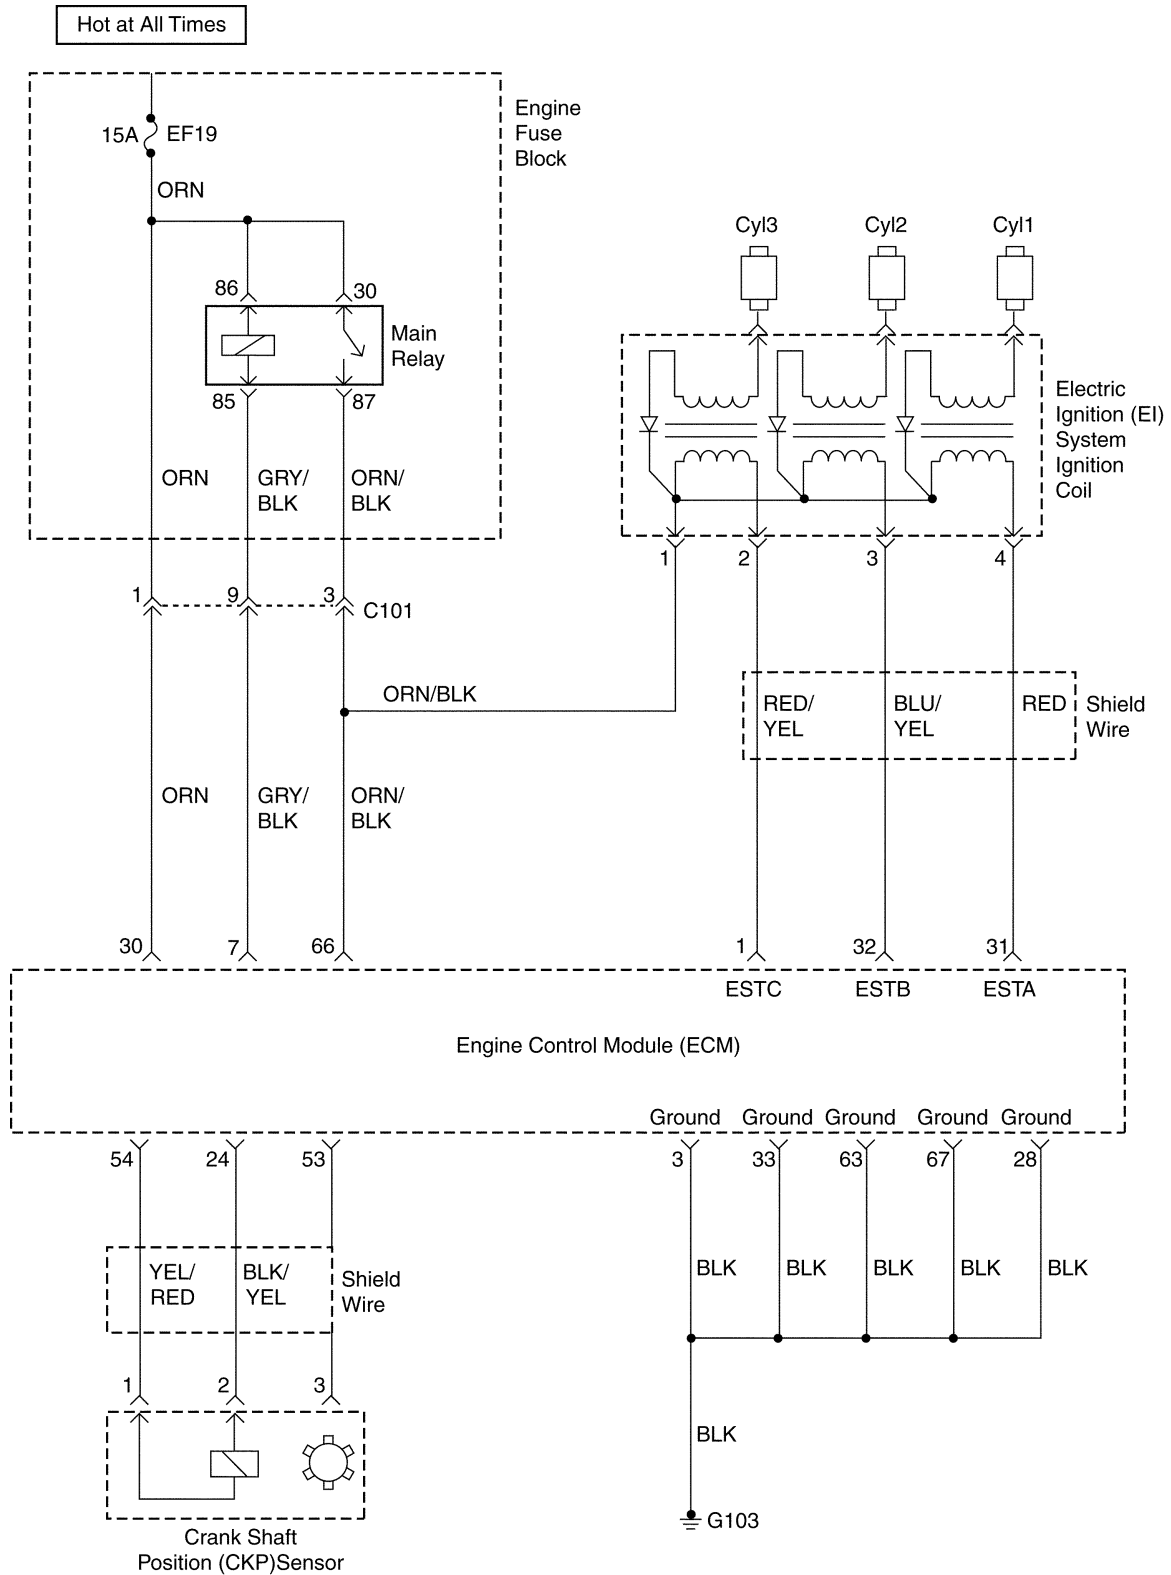 Hot at All Times
Engine
Fuse
Block
15A
EF19
ORN
86
30
Main
Relay
85
87
ORN
GRY/
BLK
ORN/
BLK
Cyl3
Cyl2
Cyl1
Electric
Ignition (EI)
System
Ignition
Coil
1
2
3
4
1
9
3
C101
ORN/BLK
RED/
YEL
BLU/
YEL
RED
Shield
Wire
ORN
GRY/
BLK
ORN/
BLK
30
7
66
1
32
31
ESTC
ESTB
ESTA
Engine Control Module (ECM)
Ground
Ground
Ground
Ground
Ground
54
24
53
3
33
63
67
28
YEL/
RED
BLK/
YEL
Shield
Wire
BLK
BLK
BLK
BLK
BLK
1
2
3
BLK
G103
Crank Shaft
Position (CKP)Sensor